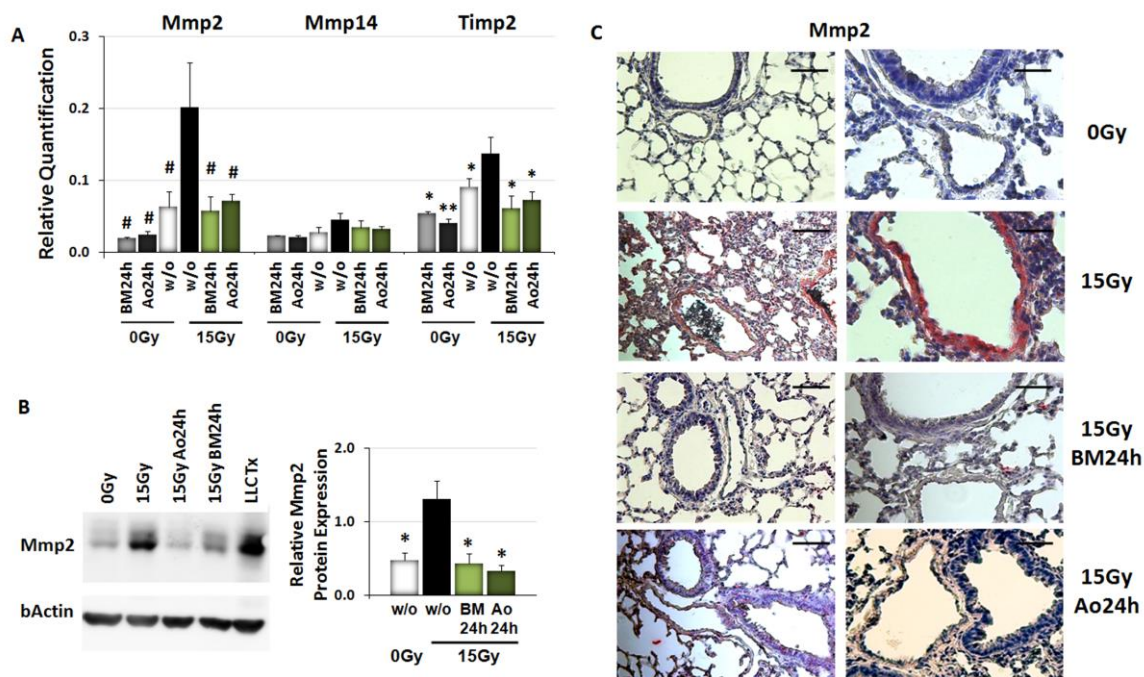 A
Mmp2 Mmp14 Timp2
Relative Quantification
0.3
0.2
0.1
0.0
# # # # # * ** * * *
BM24h Ao24h w/o w/o BM24h Ao24h BM24h Ao24h w/o w/o BM24h Ao24h BM24h Ao24h w/o w/o BM24h Ao24h
0Gy 15Gy 0Gy 15Gy 0Gy 15Gy
B
0Gy 15Gy 15Gy Ao24h 15Gy BM24h LLCTx
Mmp2
bActin
Relative Mmp2
Protein Expression
2.0
1.0
0.0
* * *
w/o w/o BM Ao
24h 24h
0Gy 15Gy
C
Mmp2
0Gy
15Gy
15Gy
BM24h
15Gy
Ao24h